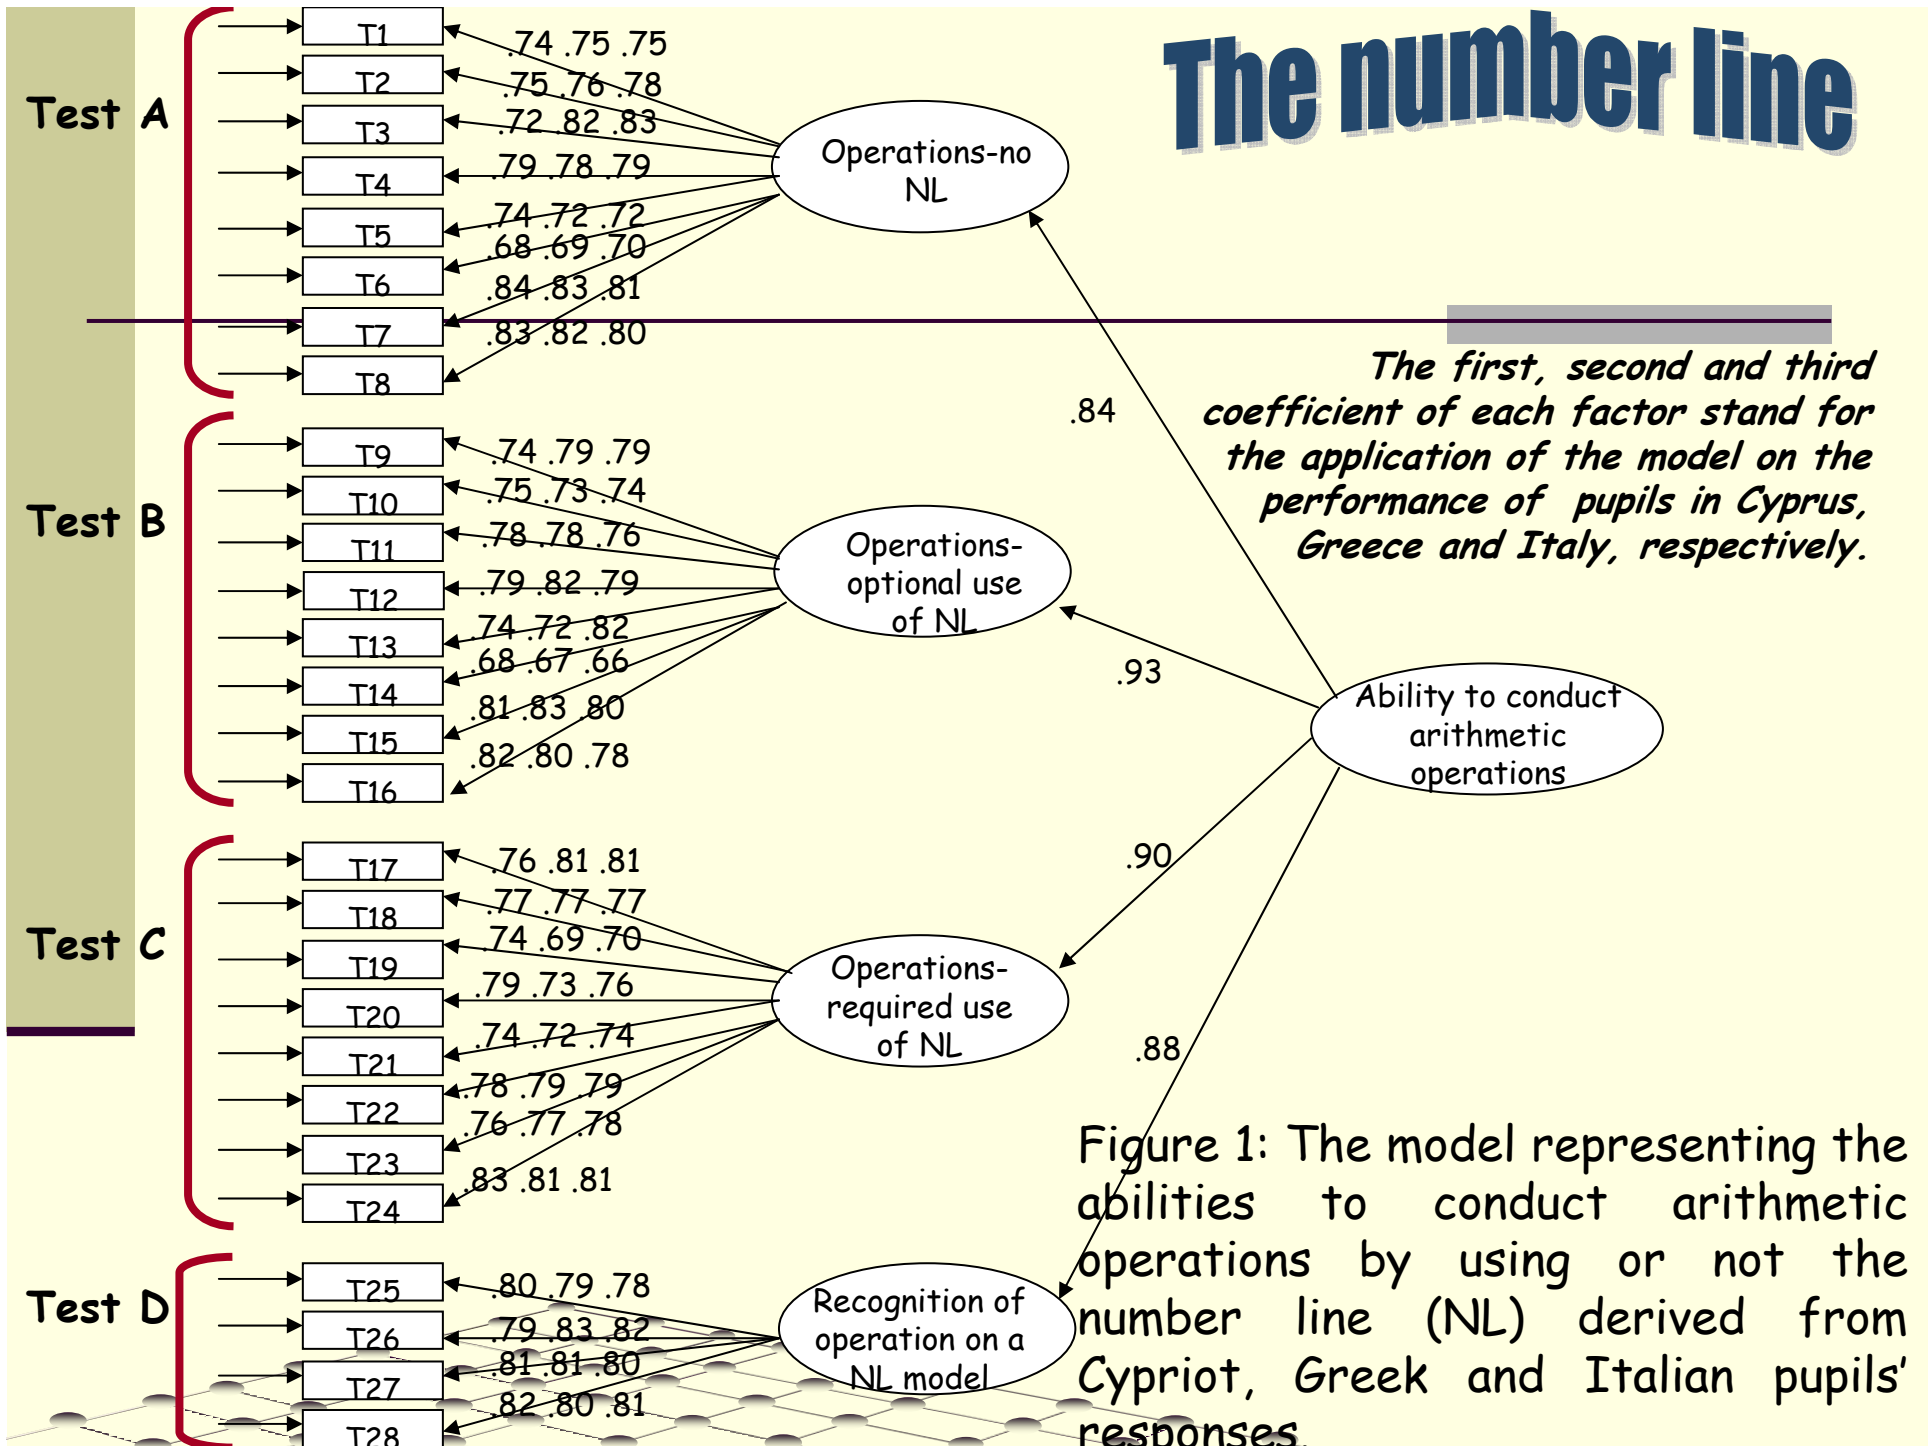 The number line
Test A
T1
.74 .75 .75
T2
.75 .76 .78
T3
.72 .82 .83
T4
.79 .78 .79
T5
.74 .72 .72
T6
.68 .69 .70
T7
.84 .83 .81
T8
.83 .82 .80
Operations-no
NL
.84
The first, second and third
coefficient of each factor stand for
the application of the model on the
performance of pupils in Cyprus,
Greece and Italy, respectively.
Test B
T9
.74 .79 .79
T10
.75 .73 .74
T11
.78 .78 .76
T12
.79 .82 .79
T13
.74 .72 .82
T14
.68 .67 .66
T15
.81 .83 .80
T16
.82 .80 .78
Operations-
optional use
of NL
.93
Ability to conduct
arithmetic
operations
Test C
T17
.76 .81 .81
T18
.77 .77 .77
T19
.74 .69 .70
T20
.79 .73 .76
T21
.74 .72 .74
T22
.78 .79 .79
T23
.76 .77 .78
T24
.83 .81 .81
Operations-
required use
of NL
.90
.88
Test D
T25
.80 .79 .78
T26
.79 .83 .82
T27
.81 .81 .80
T28
.82 .80 .81
Recognition of
operation on a
NL model
Figure 1: The model representing the
abilities to conduct arithmetic
operations by using or not the
number line (NL) derived from
Cypriot, Greek and Italian pupils'
responses.